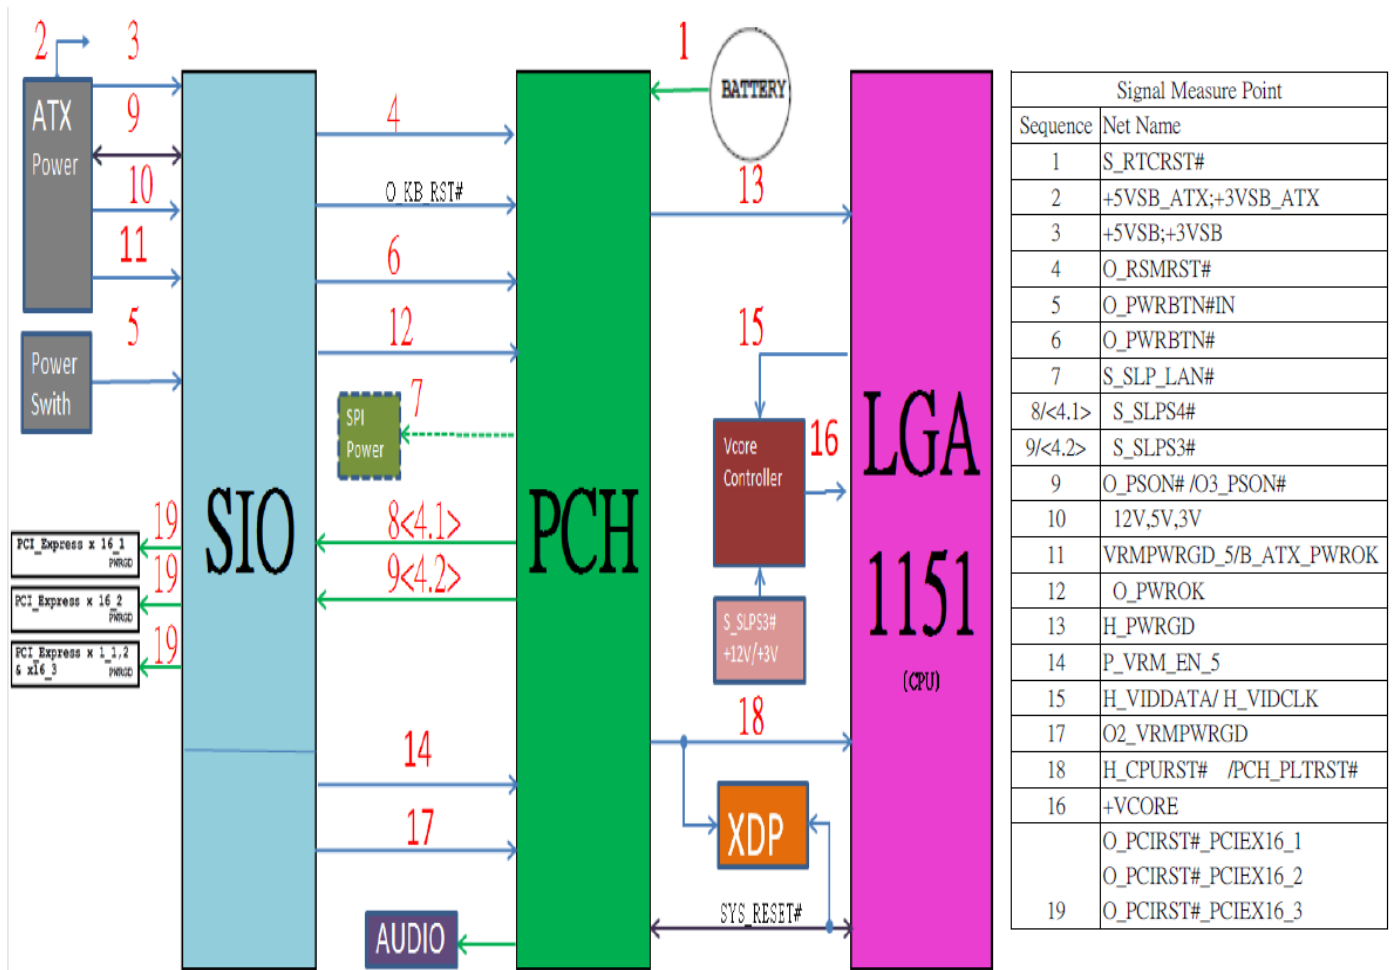 2
3
1
BATTERY
ATX
Power
9
4
10
O_KB_RST#
13
11
6
5
12
15
Power
Swith
SPI
Power
7
Vcore
Controller
16
LGA
1151
(CPU)
SIO
PCH
8<4.1>
9<4.2>
19
PCI_Express x 16_1
PWRGD
19
PCI_Express x 16_2
PWRGD
19
PCI_Express x 1_1,2
& x16_3
PWRGD
S_SLPS3#
+12V/+3V
18
14
XDP
17
SYS_RESET#
AUDIO
Signal Measure Point
Sequence Net Name
1 S_RTCRST#
2 +5VSB_ATX;+3VSB_ATX
3 +5VSB;+3VSB
4 O_RSMRST#
5 O_PWRBTN#IN
6 O_PWRBTN#
7 S_SLP_LAN#
8/<4.1> S_SLPS4#
9/<4.2> S_SLPS3#
9 O_PSON# /O3_PSON#
10 12V,5V,3V
11 VRMPWRGD_5/B_ATX_PWROK
12 O_PWROK
13 H_PWRGD
14 P_VRM_EN_5
15 H_VIDDATA/ H_VIDCLK
17 O2_VRMPWRGD
18 H_CPURST# /PCH_PLTRST#
16 +VCORE
O_PCIRST#_PCIEX16_1
O_PCIRST#_PCIEX16_2
19 O_PCIRST#_PCIEX16_3